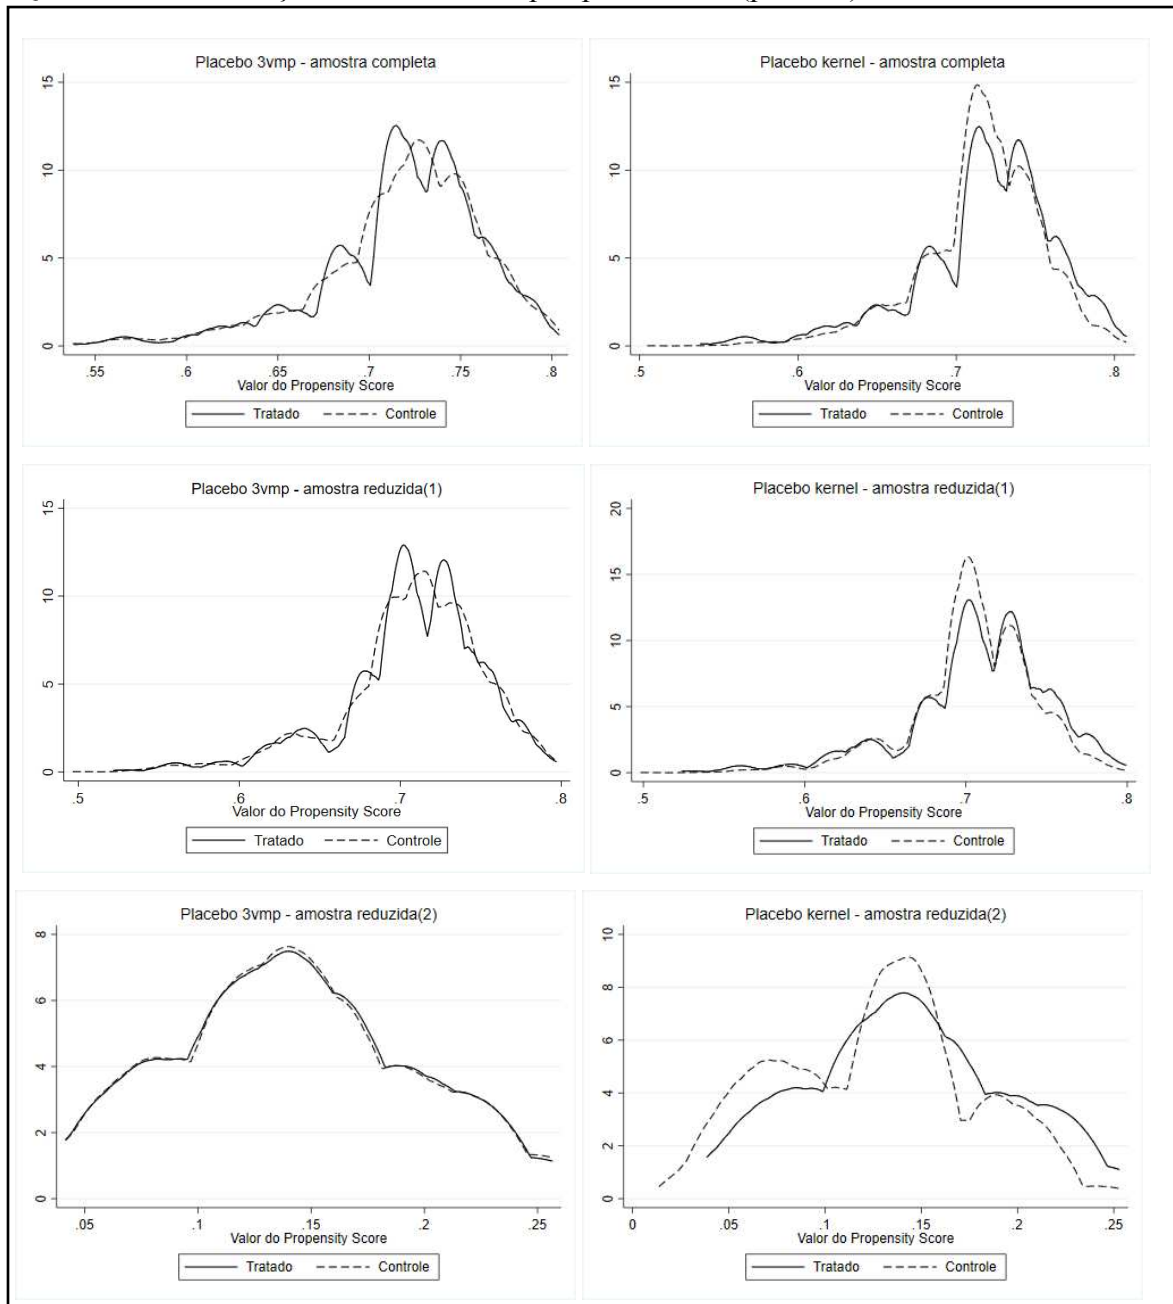 Placebo 3vmp - amostra completa
15
10
5
0
.55 .6 .65 .7 .75 .8
Valor do Propensity Score
Tratado Controle
Placebo kernel - amostra completa
15
10
5
0
.5 .6 .7 .8
Valor do Propensity Score
Tratado Controle
Placebo 3vmp - amostra reduzida(1)
15
10
5
0
.5 .6 .7 .8
Valor do Propensity Score
Tratado Controle
Placebo kernel - amostra reduzida(1)
20
15
10
5
0
.5 .6 .7 .8
Valor do Propensity Score
Tratado Controle
Placebo 3vmp - amostra reduzida(2)
8
6
4
2
0
.05 .1 .15 .2 .25
Valor do Propensity Score
Tratado Controle
Placebo kernel - amostra reduzida(2)
10
8
6
4
2
0
0 .05 .1 .15 .2 .25
Valor do Propensity Score
Tratado Controle